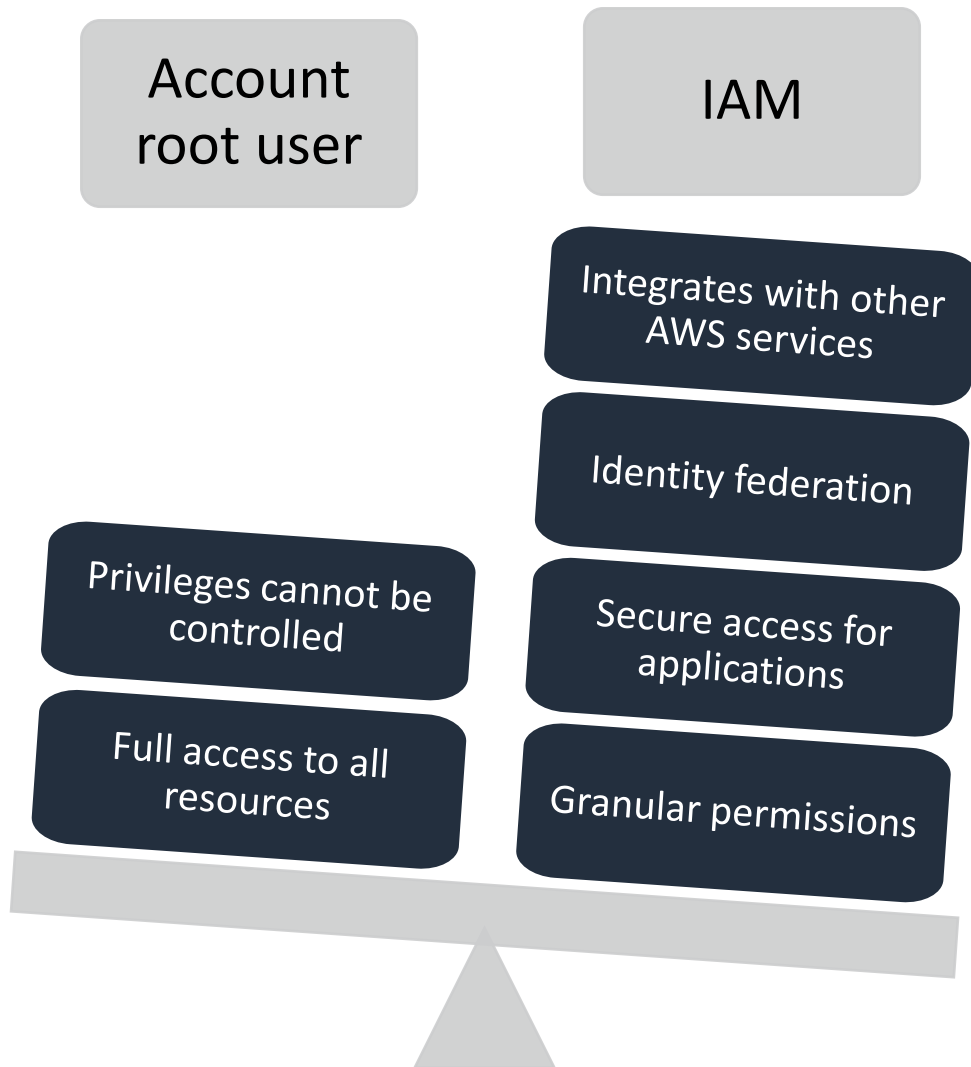 Account
root user
IAM
Privileges cannot be
controlled
Full access to all
resources
Integrates with other
AWS services
Identity federation
Secure access for
applications
Granular permissions